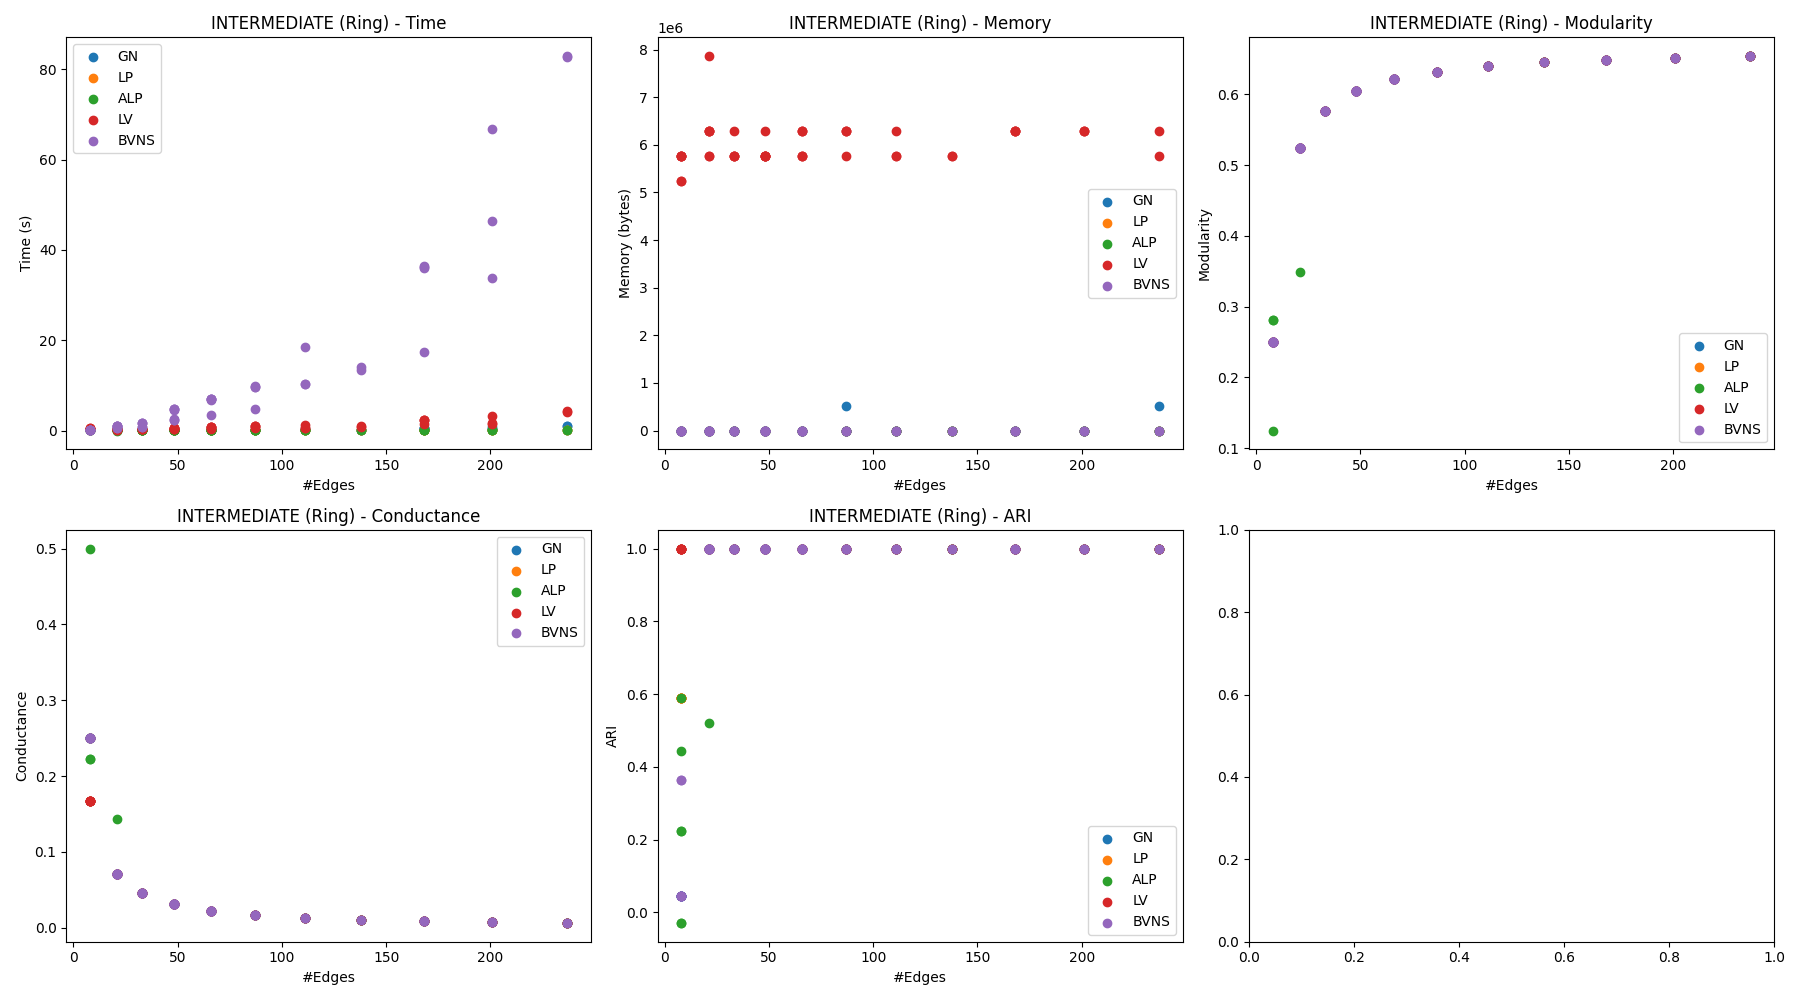 INTERMEDIATE (Ring) - Time
Time (s)
80
60
40
20
0
GN
LP
ALP
LV
BVNS
0 50 100 150 200
#Edges
INTERMEDIATE (Ring) - Memory
1e6
Memory (bytes)
8
7
6
5
4
3
2
1
0
GN
LP
ALP
LV
BVNS
0 50 100 150 200
#Edges
INTERMEDIATE (Ring) - Modularity
Modularity
0.6
0.5
0.4
0.3
0.2
0.1
GN
LP
ALP
LV
BVNS
0 50 100 150 200
#Edges
INTERMEDIATE (Ring) - Conductance
Conductance
0.5
0.4
0.3
0.2
0.1
0.0
GN
LP
ALP
LV
BVNS
0 50 100 150 200
#Edges
INTERMEDIATE (Ring) - ARI
ARI
1.0
0.8
0.6
0.4
0.2
0.0
GN
LP
ALP
LV
BVNS
0 50 100 150 200
#Edges
1.0
0.8
0.6
0.4
0.2
0.0
0.0 0.2 0.4 0.6 0.8 1.0